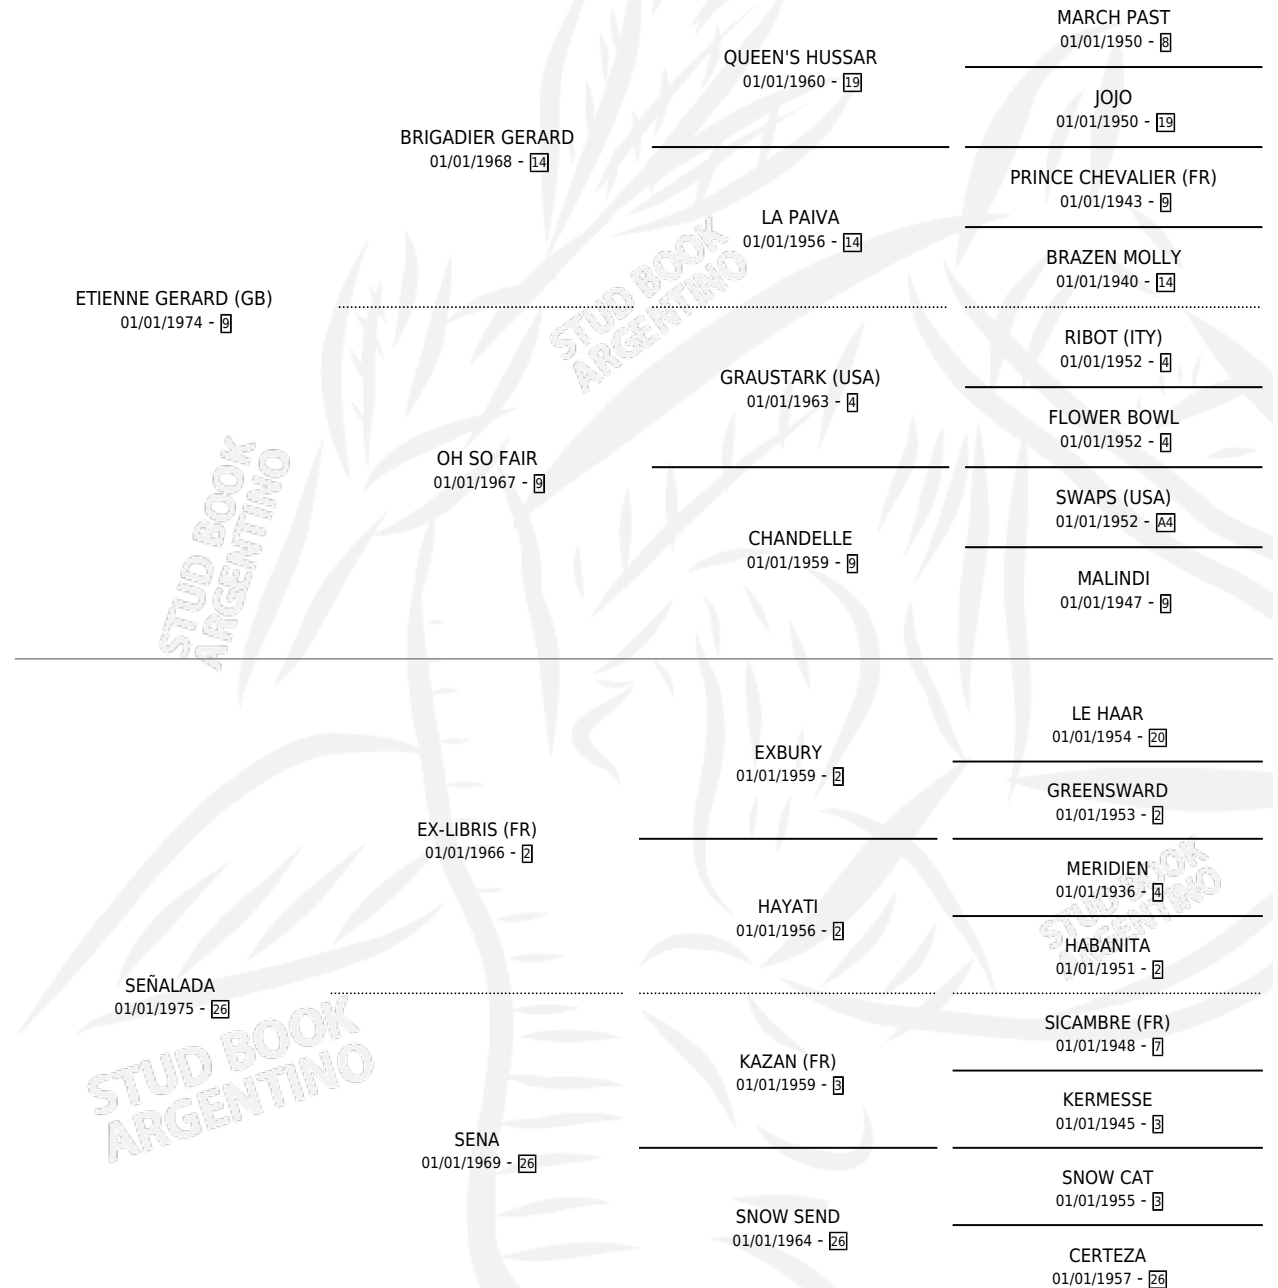 MARCH PAST
01/01/1950 - 8
QUEEN'S HUSSAR
01/01/1960 - 19
JOJO
01/01/1950 - 19
BRIGADIER GERARD
01/01/1968 - 14
PRINCE CHEVALIER (FR)
01/01/1943 - 9
LA PAIVA
01/01/1956 - 14
BRAZEN MOLLY
01/01/1940 - 14
ETIENNE GERARD (GB)
01/01/1974 - 9
RIBOT (ITY)
01/01/1952 - 4
GRAUSTARK (USA)
01/01/1963 - 4
FLOWER BOWL
01/01/1952 - 4
OH SO FAIR
01/01/1967 - 9
SWAPS (USA)
01/01/1952 - A4
CHANDELLE
01/01/1959 - 9
MALINDI
01/01/1947 - 9
LE HAAR
01/01/1954 - 20
EXBURY
01/01/1959 - 2
GREENSWARD
01/01/1953 - 2
EX-LIBRIS (FR)
01/01/1966 - 2
MERIDIEN
01/01/1936 - 4
HAYATI
01/01/1956 - 2
HABANITA
01/01/1951 - 2
SEÑALADA
01/01/1975 - 26
SICAMBRE (FR)
01/01/1948 - 7
KAZAN (FR)
01/01/1959 - 3
KERMESSE
01/01/1945 - 3
SENA
01/01/1969 - 26
SNOW CAT
01/01/1955 - 3
SNOW SEND
01/01/1964 - 26
CERTEZA
01/01/1957 - 26
STUD BOOK
ARGENTINO
STUD BOOK
ARGENTINO
STUD BOOK
ARGENTINO
STUD BOOK
ARGENTINO